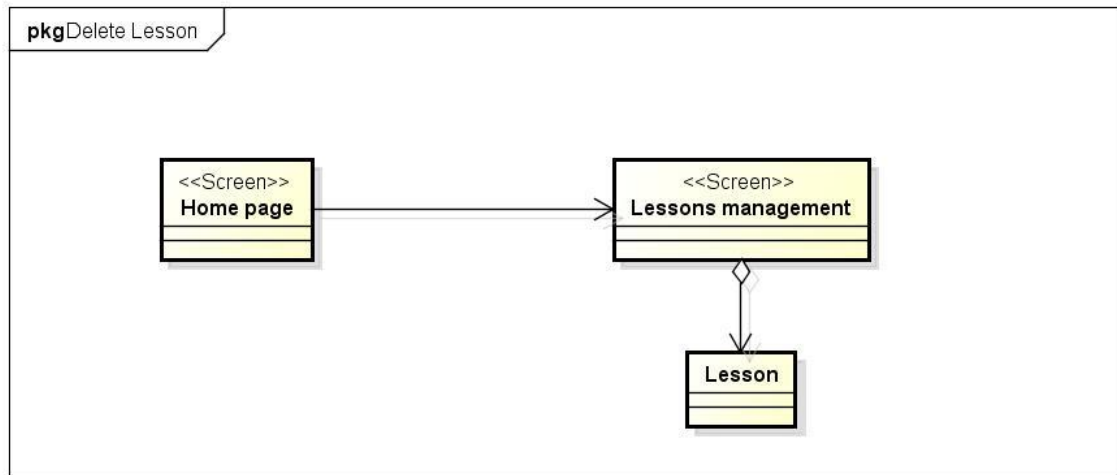 pkgDelete Lesson
<<Screen>>
Home page
<<Screen>>
Lessons management
Lesson